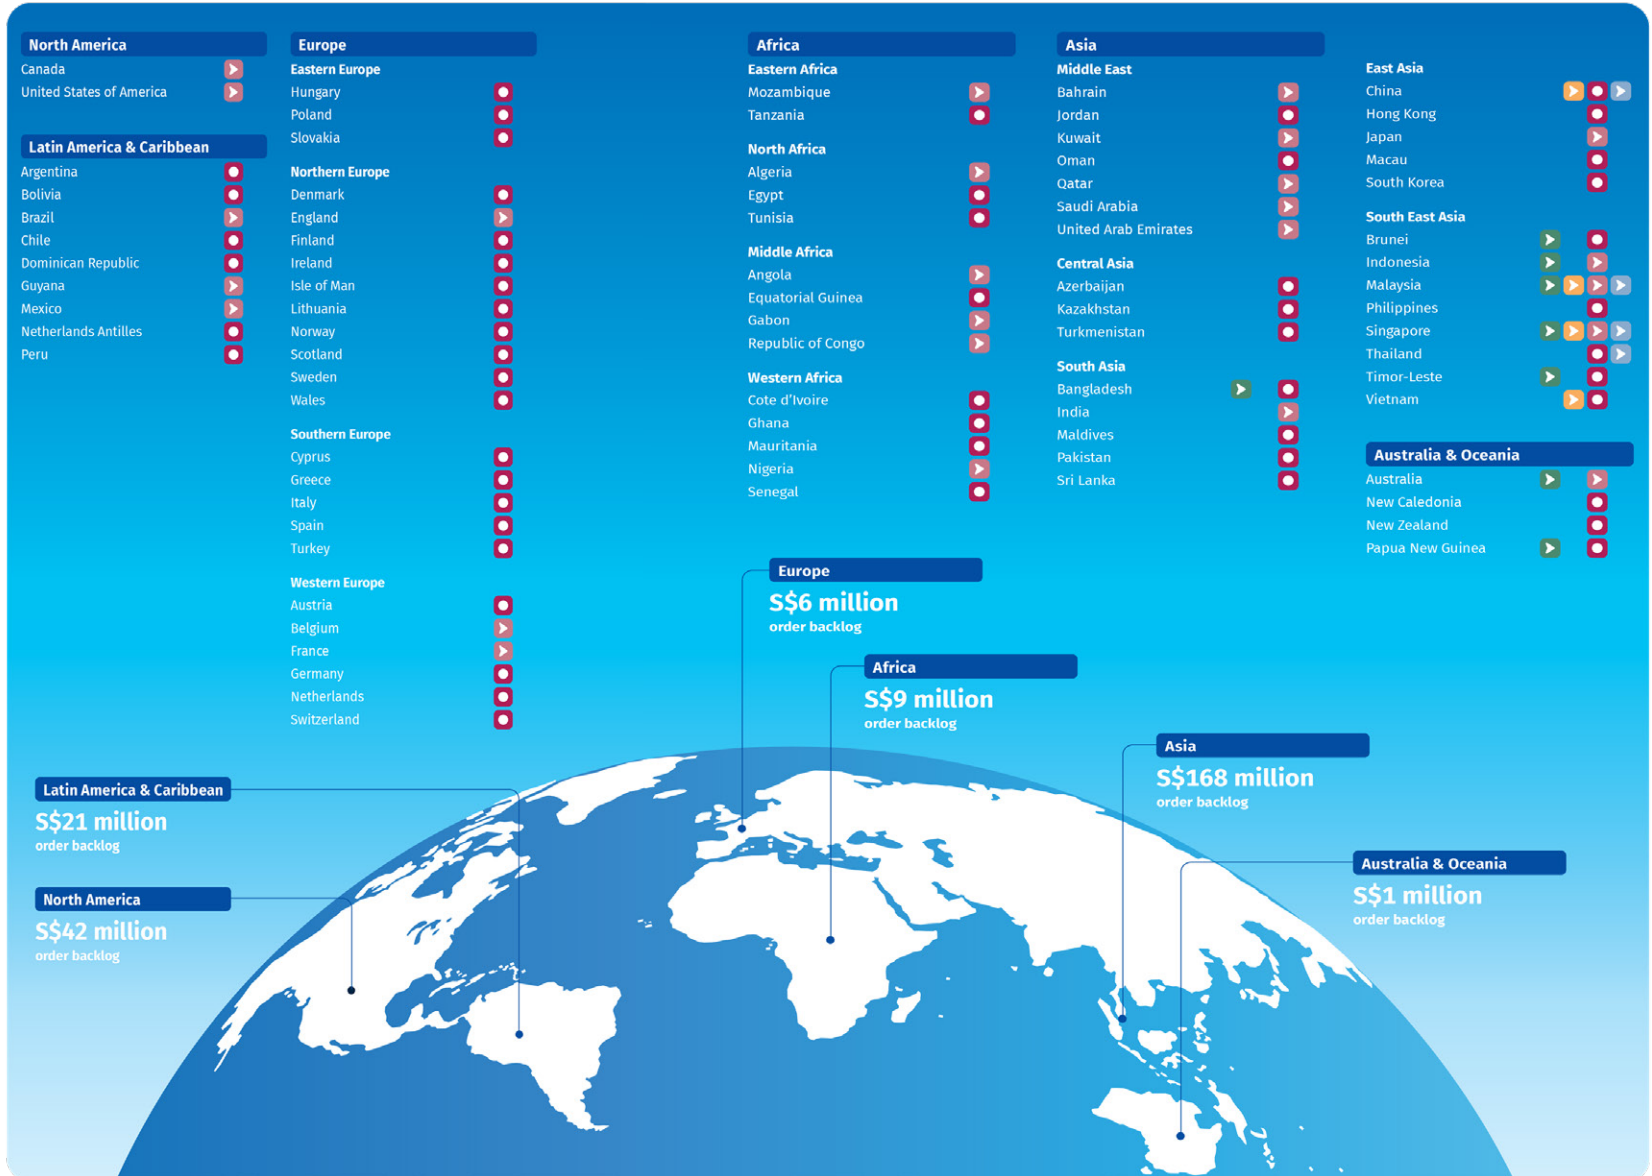 North America
Canada
United States of America
Latin America & Caribbean
Argentina
Bolivia
Brazil
Chile
Dominican Republic
Guyana
Mexico
Netherlands Antilles
Peru
Europe
Eastern Europe
Hungary
Poland
Slovakia
Northern Europe
Denmark
England
Finland
Ireland
Isle of Man
Lithuania
Norway
Scotland
Sweden
Wales
Southern Europe
Cyprus
Greece
Italy
Spain
Turkey
Western Europe
Austria
Belgium
France
Germany
Netherlands
Switzerland
Africa
Eastern Africa
Mozambique
Tanzania
North Africa
Algeria
Egypt
Tunisia
Middle Africa
Angola
Equatorial Guinea
Gabon
Republic of Congo
Western Africa
Cote d'Ivoire
Ghana
Mauritania
Nigeria
Senegal
Asia
Middle East
Bahrain
Jordan
Kuwait
Oman
Qatar
Saudi Arabia
United Arab Emirates
Central Asia
Azerbaijan
Kazakhstan
Turkmenistan
South Asia
Bangladesh
India
Maldives
Pakistan
Sri Lanka
East Asia
China
Hong Kong
Japan
Macau
South Korea
South East Asia
Brunei
Indonesia
Malaysia
Philippines
Singapore
Thailand
Timor-Leste
Vietnam
Australia & Oceania
Australia
New Caledonia
New Zealand
Papua New Guinea
Europe
S$6 million
order backlog
Africa
S$9 million
order backlog
Asia
S$168 million
order backlog
Latin America & Caribbean
S$21 million
order backlog
Australia & Oceania
S$1 million
order backlog
North America
S$42 million
order backlog